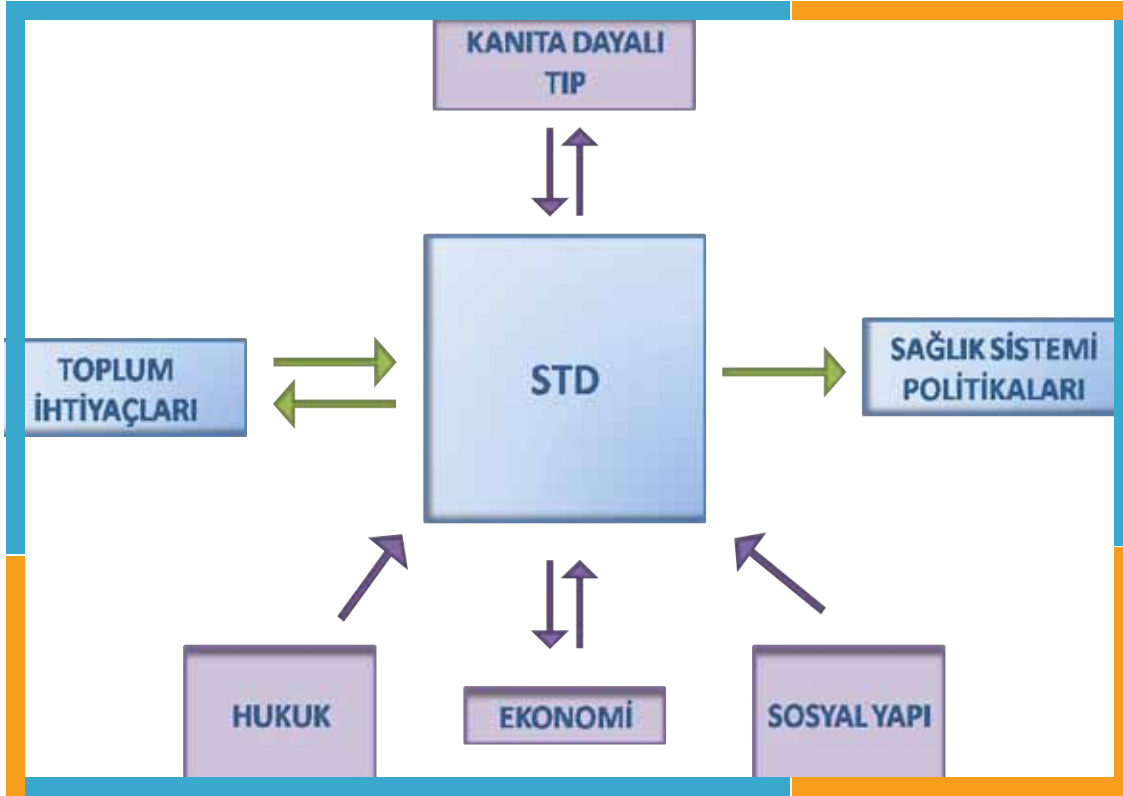 KANITA DAYALI
TIP
TOPLUM
İHTİYAÇLARI
STD
SAĞLIK SİSTEMİ
POLİTİKALARI
HUKUK
EKONOMİ
SOSYAL YAPI